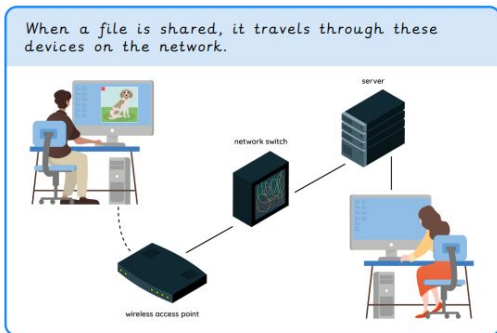 When a file is shared, it travels through these
devices on the network.
server
network switch
wireless access point